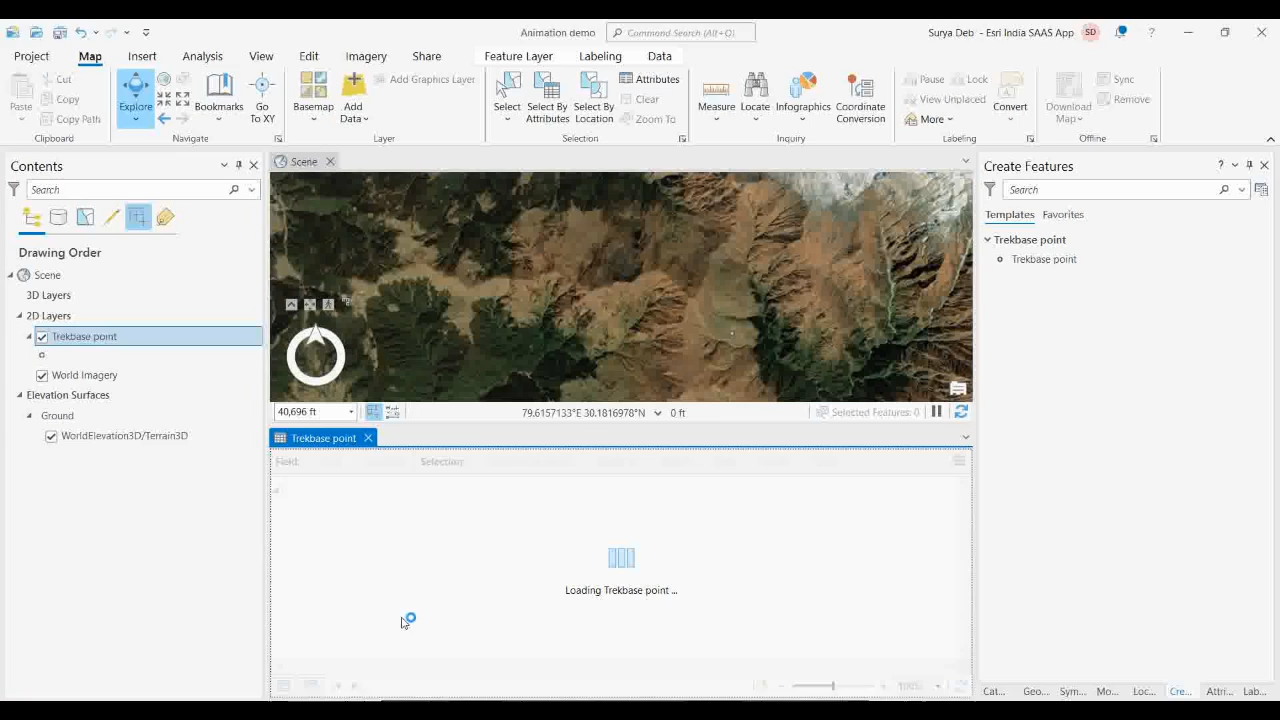 Animation demo
Command Search (Alt+Q)
Surya Deb - Esri India SAAS App
SD
?
Project
Map
Insert
Analysis
View
Edit
Imagery
Share
Feature Layer
Labeling
Data
Paste
Cut
Copy
Copy Path
Clipboard
Explore
Bookmarks
Go To XY
Navigate
Basemap
Add Data
Add Graphics Layer
Layer
Select
Select By Attributes
Select By Location
Attributes
Clear
Zoom To
Selection
Measure
Locate
Infographics
Coordinate Conversion
Inquiry
Pause
Lock
View Unplaced
More
Convert
Labeling
Download Map
Sync
Remove
Offline
Contents
Search
Drawing Order
Scene
3D Layers
2D Layers
Trekbase point
World Imagery
Elevation Surfaces
Ground
WorldElevation3D/Terrain3D
Scene
40,696 ft
79.6157133°E 30.1816978°N
0 ft
Selected Features: 0
Trekbase point
Field:
Selection:
Loading Trekbase point ...
100%
Create Features
?
Search
Templates
Favorites
Trekbase point
Trekbase point
Cat...
Geo...
Sym...
Mo...
Loc...
Cre...
Attri...
Lab...